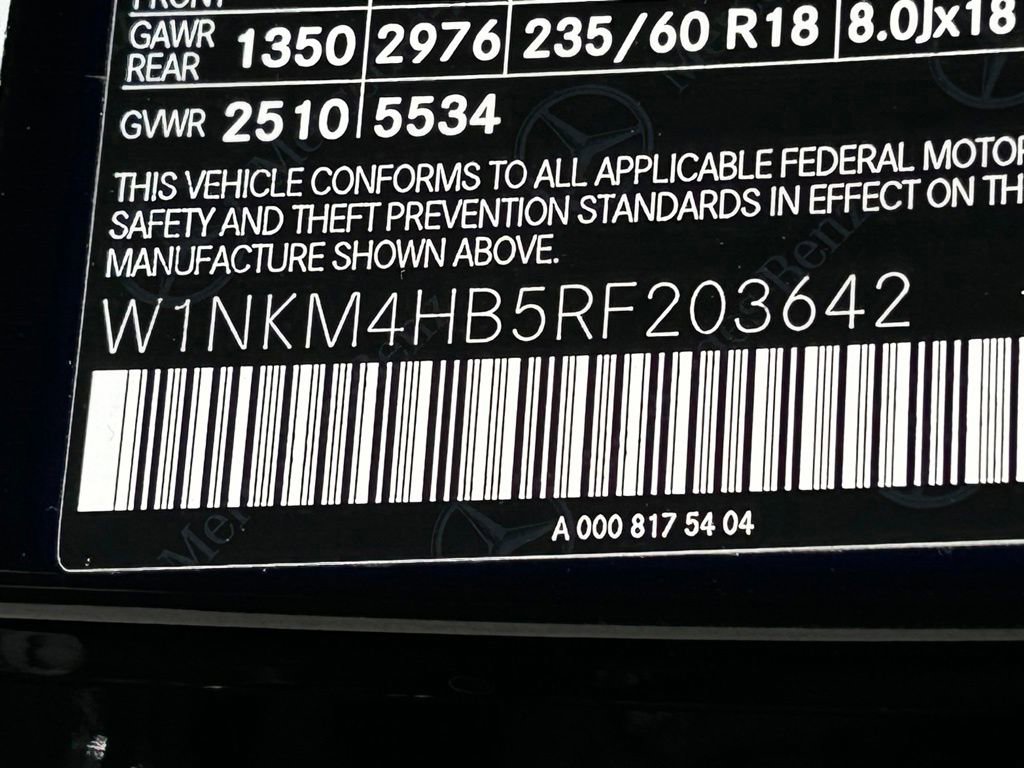 FRONT
GAWR REAR 1350 2976 235/60 R18 8.0Jx18
GVWR 2510 5534
THIS VEHICLE CONFORMS TO ALL APPLICABLE FEDERAL MOTOR
SAFETY AND THEFT PREVENTION STANDARDS IN EFFECT ON TH
MANUFACTURE SHOWN ABOVE.
W1NKM4HB5RF203642
A 000 817 54 04